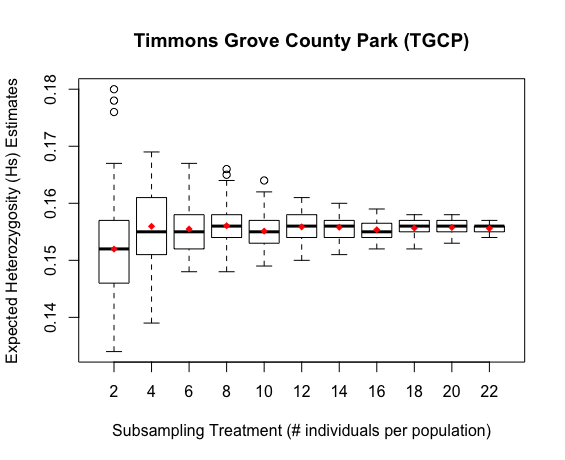 Timmons Grove County Park (TGCP)
Expected Heterozygosity (Hs) Estimates
0.18
0.17
0.16
0.15
0.14
2 4 6 8 10 12 14 16 18 20 22
Subsampling Treatment (# individuals per population)